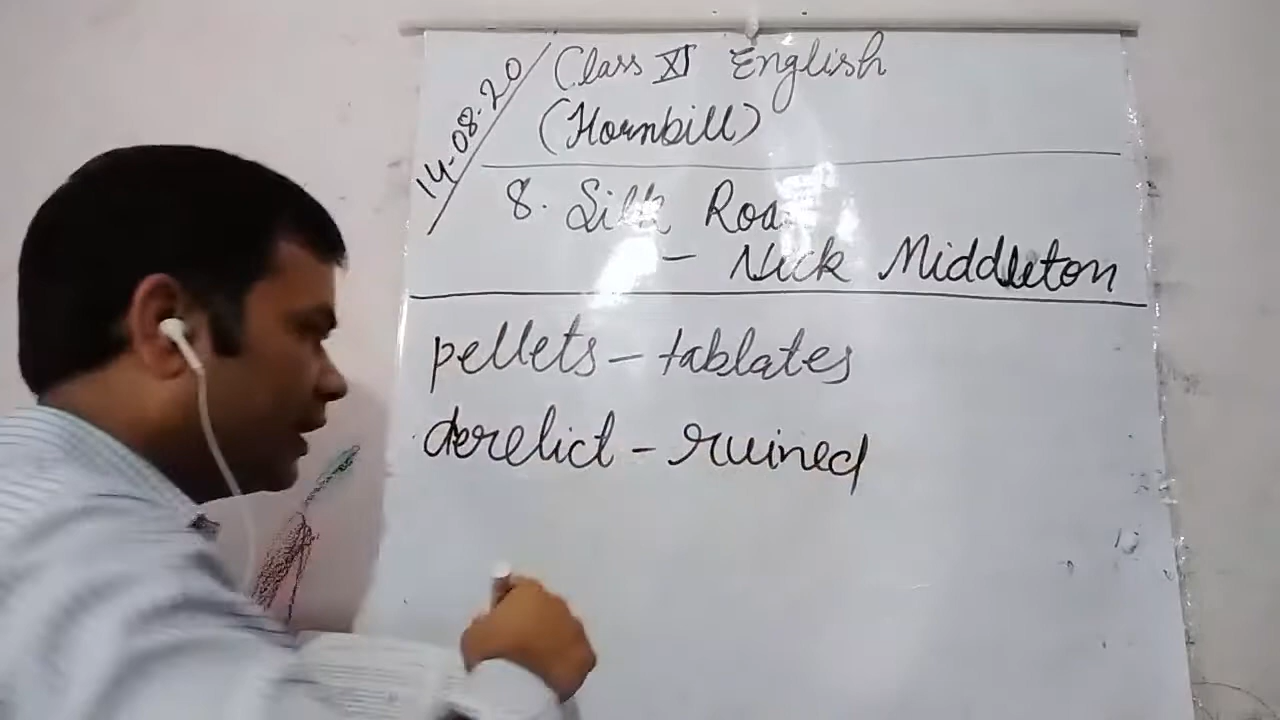 14-08-20
Class XI English
(Hornbill)
8. Silk Road
- Nick Middleton
pellets - tablates
derelict - ruined